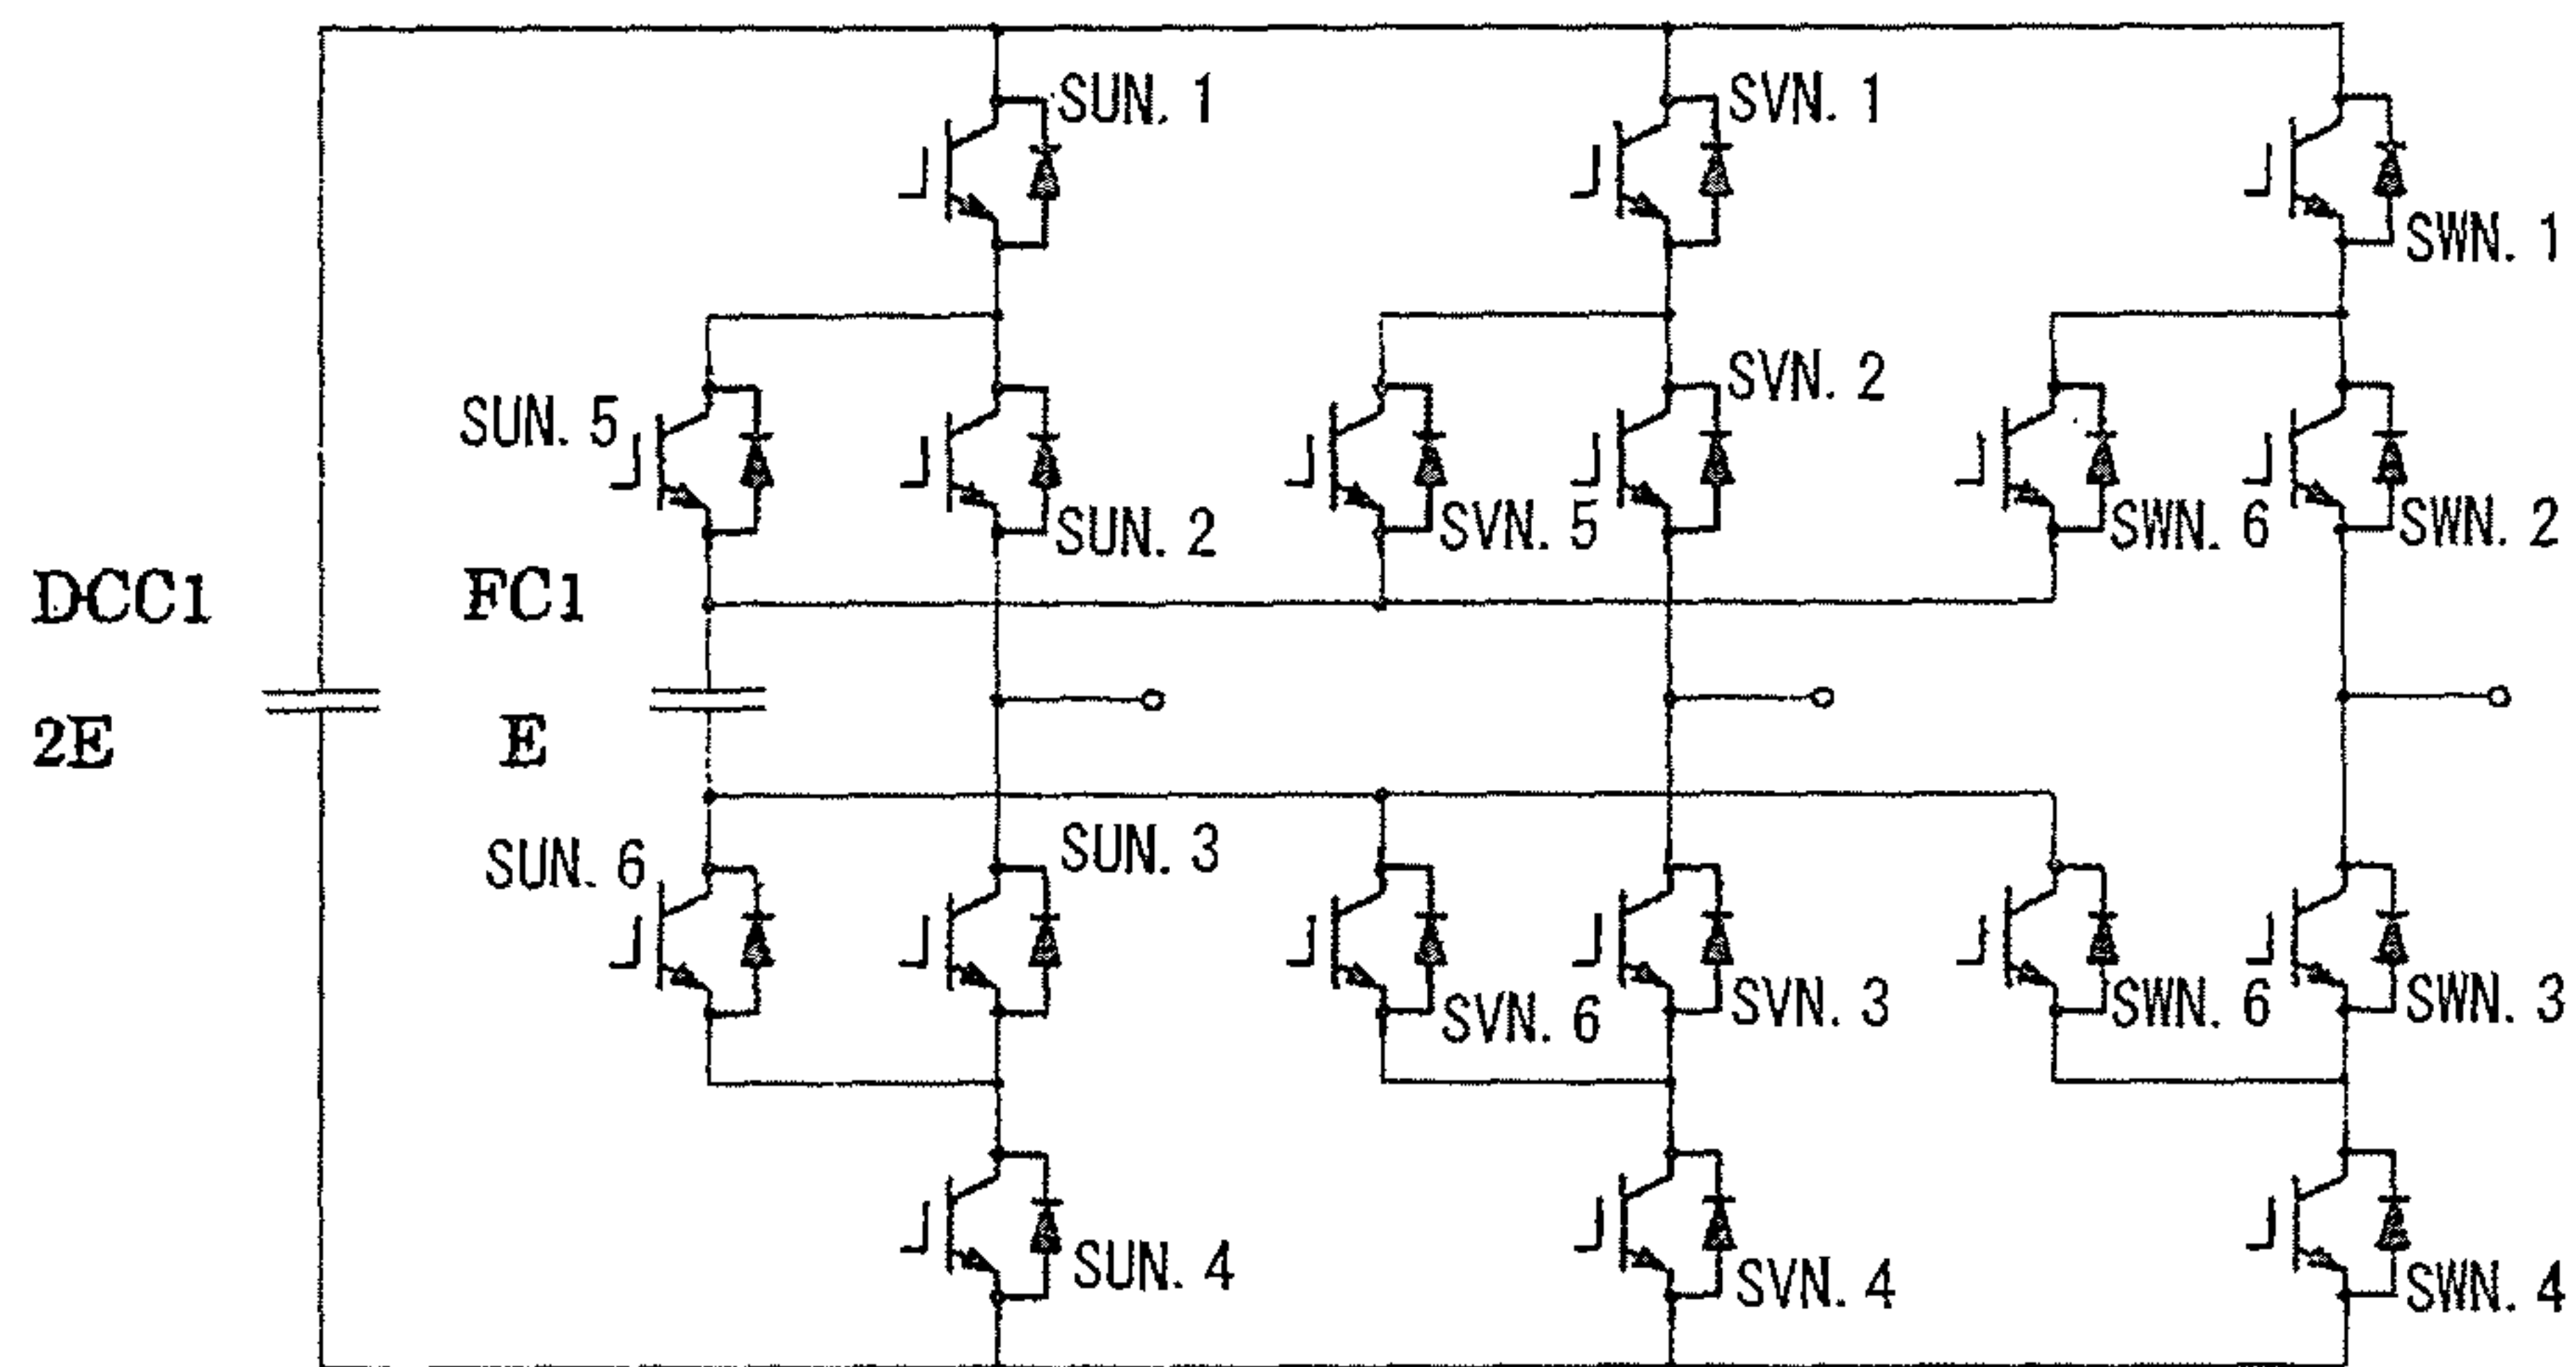 SUN. 1
SVN. 1
SWN. 1
SUN. 5
SUN. 2
SVN. 5
SVN. 2
SWN. 6
SWN. 2
DCC1
2E
FC1
E
SUN. 6
SUN. 3
SVN. 6
SVN. 3
SWN. 6
SWN. 3
SUN. 4
SVN. 4
SWN. 4